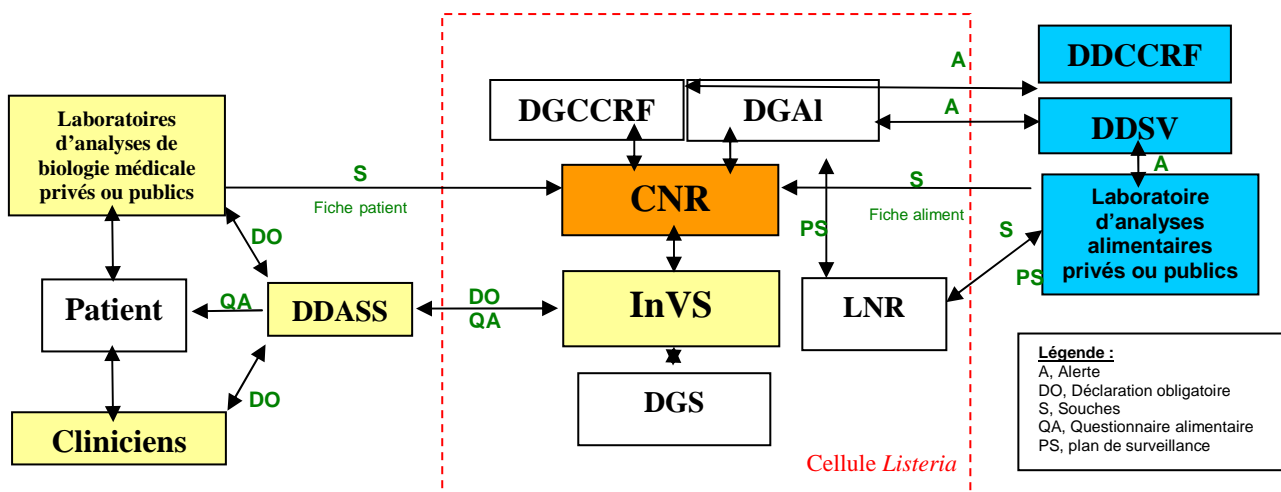 DDCCRF
A
DGCCRF
DGAl
A
DDSV
Laboratoires
d'analyses de
biologie médicale
privés ou publics
A
S
Fiche patient
CNR
S
Fiche aliment
Laboratoire
d'analyses
alimentaires
privés ou publics
PS
S
PS
DO
Patient
QA
DDASS
DO
QA
InVS
LNR
DO
DGS
Cliniciens
Cellule Listeria
Légende :
A, Alerte
DO, Déclaration obligatoire
S, Souches
QA, Questionnaire alimentaire
PS, plan de surveillance